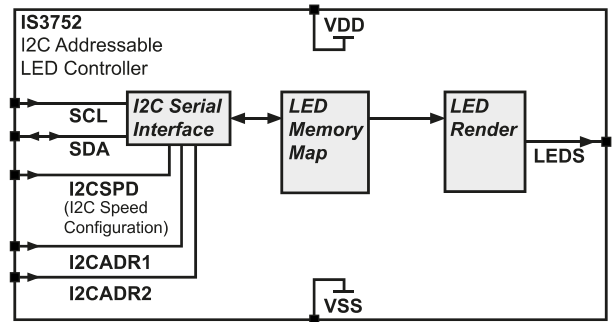 IS3752
I2C Addressable
LED Controller
VDD
SCL
SDA
I2C Serial
Interface
LED
Memory
Map
LED
Render
LEDS
I2CSPD
(I2C Speed
Configuration)
I2CADR1
I2CADR2
VSS